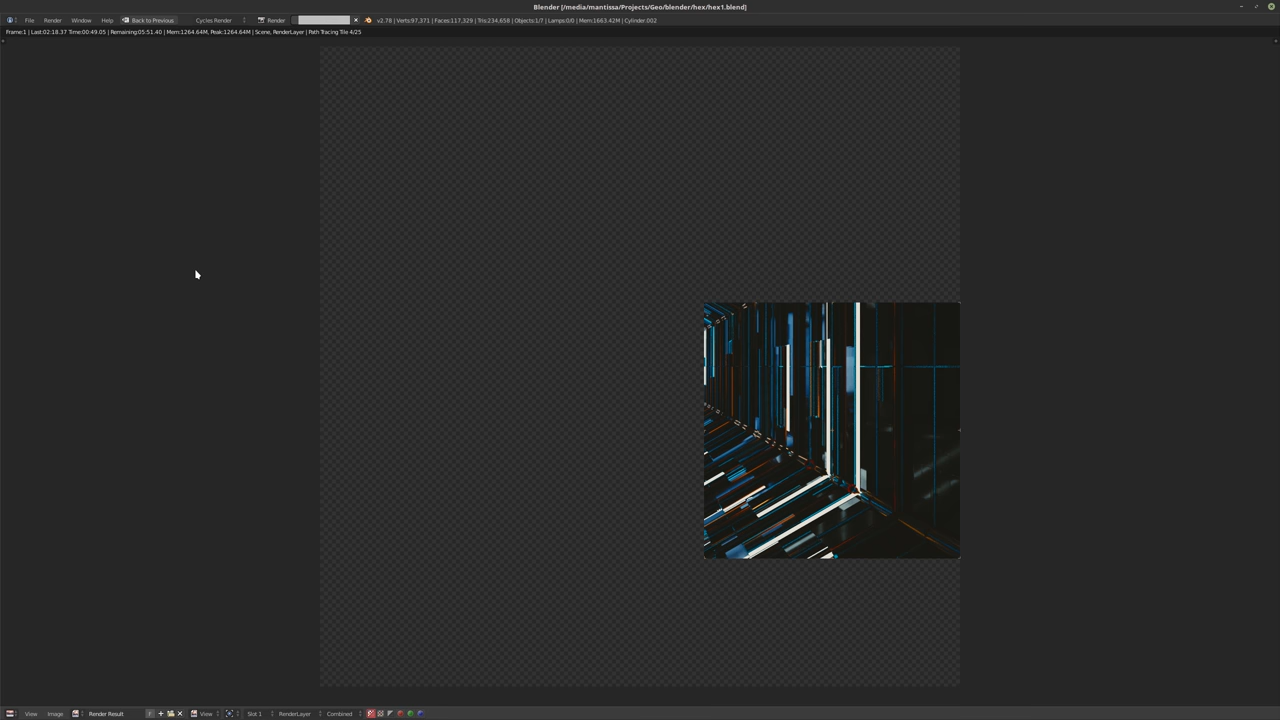 Blender [/media/mantissa/Projects/Geo/blender/hex/hex1.blend]
File Render Window Help Back to Previous Cycles Render Render v2.78 | Verts:97,371 | Faces:117,329 | Tris:234,658 | Objects:1/7 | Lamps:0/0 | Mem:1663.42M | Cylinder.002
Frame:1 | Last:02:18.37 Time:00:49.05 | Remaining:05:51.40 | Mem:1264.64M, Peak:1264.64M | Scene, RenderLayer | Path Tracing Tile 4/25
View Image Render Result F View Slot 1 RenderLayer Combined